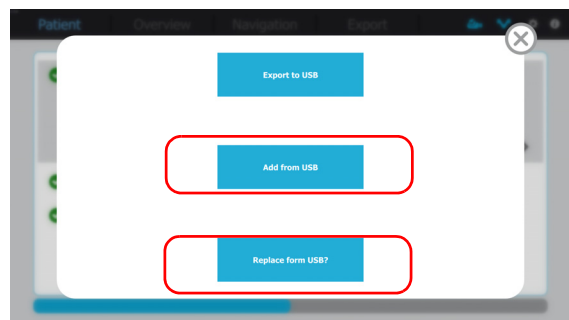 Patient Overview Navigation Export
Export to USB
Add from USB
Replace form USB?